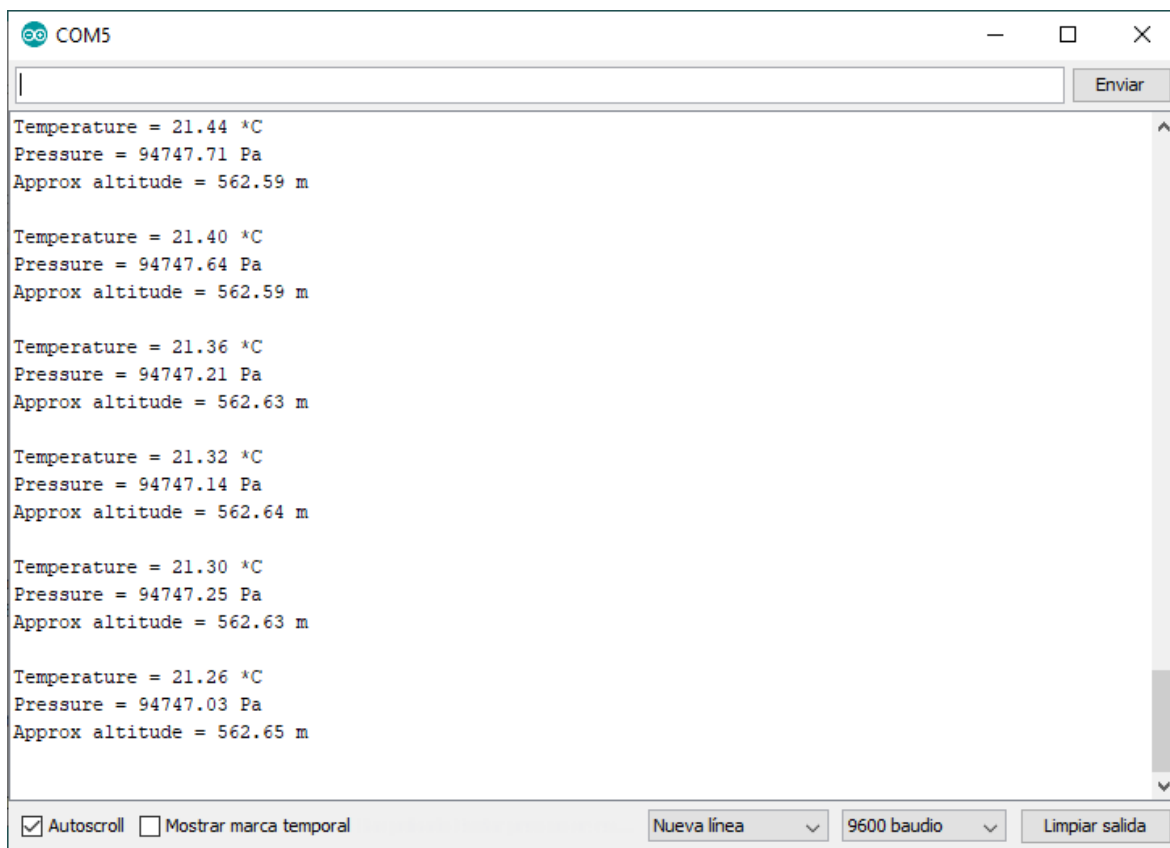 COM5
Enviar
Temperature = 21.44 *C
Pressure = 94747.71 Pa
Approx altitude = 562.59 m
Temperature = 21.40 *C
Pressure = 94747.64 Pa
Approx altitude = 562.59 m
Temperature = 21.36 *C
Pressure = 94747.21 Pa
Approx altitude = 562.63 m
Temperature = 21.32 *C
Pressure = 94747.14 Pa
Approx altitude = 562.64 m
Temperature = 21.30 *C
Pressure = 94747.25 Pa
Approx altitude = 562.63 m
Temperature = 21.26 *C
Pressure = 94747.03 Pa
Approx altitude = 562.65 m
Autoscroll Mostrar marca temporal Nueva línea 9600 baudio Limpiar salida